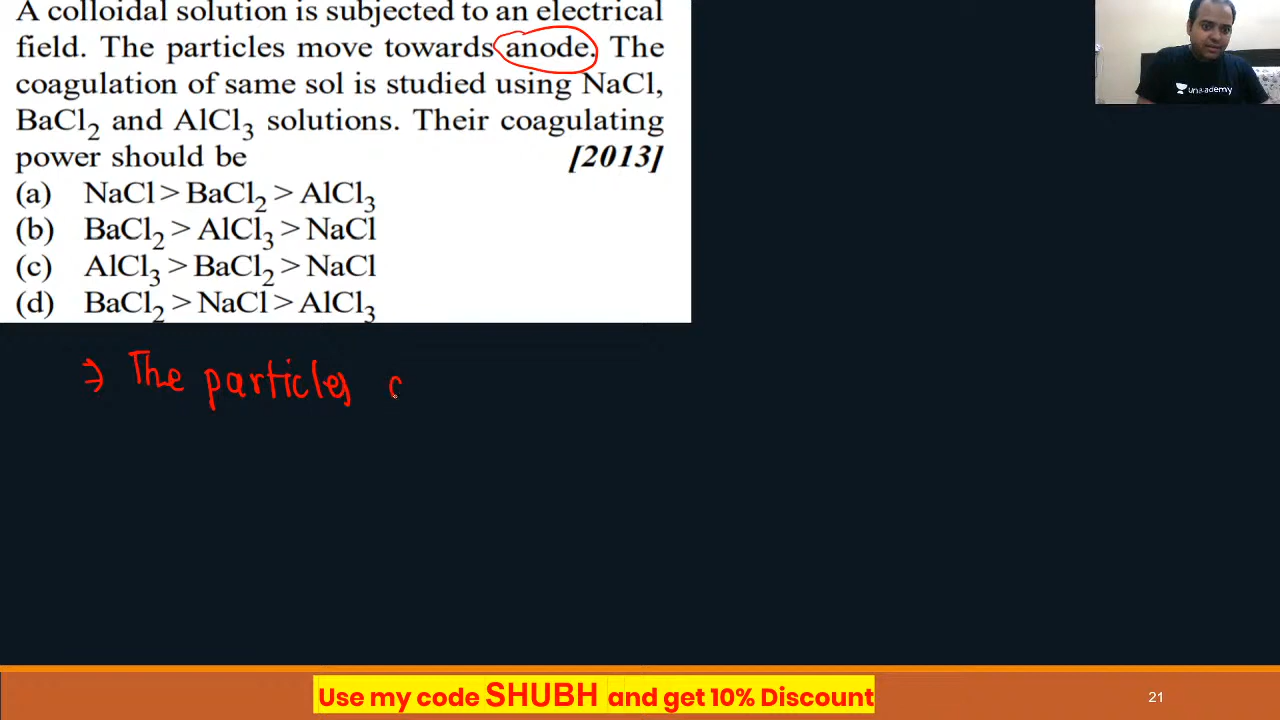 A colloidal solution is subjected to an electrical
field. The particles move towards anode. The
coagulation of same sol is studied using NaCl,
BaCl₂ and AlCl₃ solutions. Their coagulating
power should be [2013]
(a) NaCl > BaCl₂ > AlCl₃
(b) BaCl₂ > AlCl₃ > NaCl
(c) AlCl₃ > BaCl₂ > NaCl
(d) BaCl₂ > NaCl > AlCl₃
unacademy
⇒ The particles
Use my code SHUBH and get 10% Discount
21